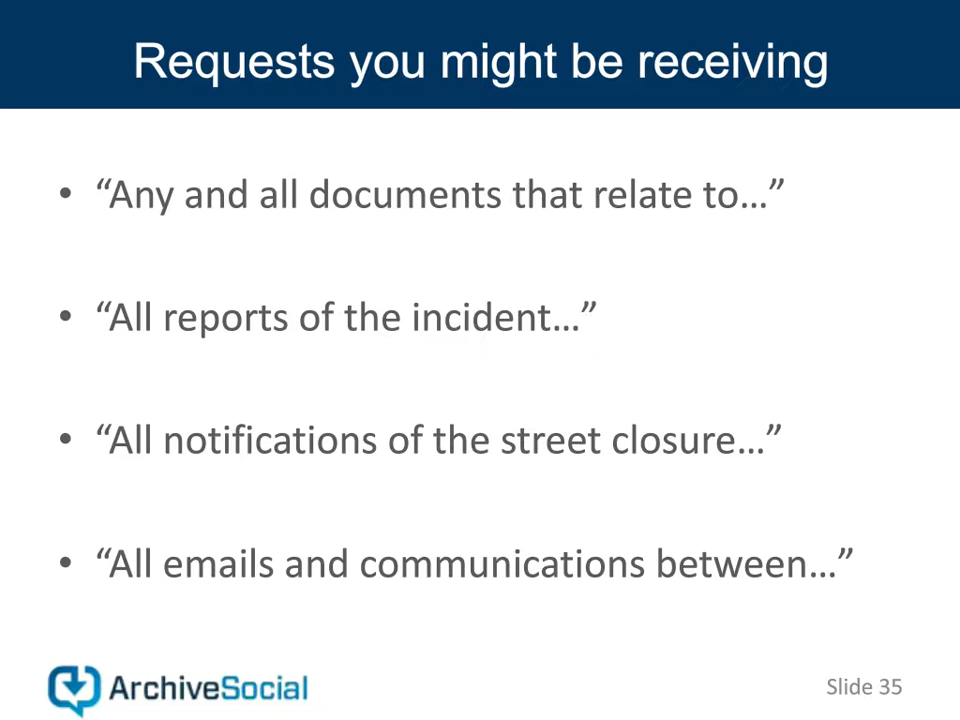 Requests you might be receiving
• “Any and all documents that relate to…”
• “All reports of the incident…”
• “All notifications of the street closure…”
• “All emails and communications between…”
ArchiveSocial
Slide 35